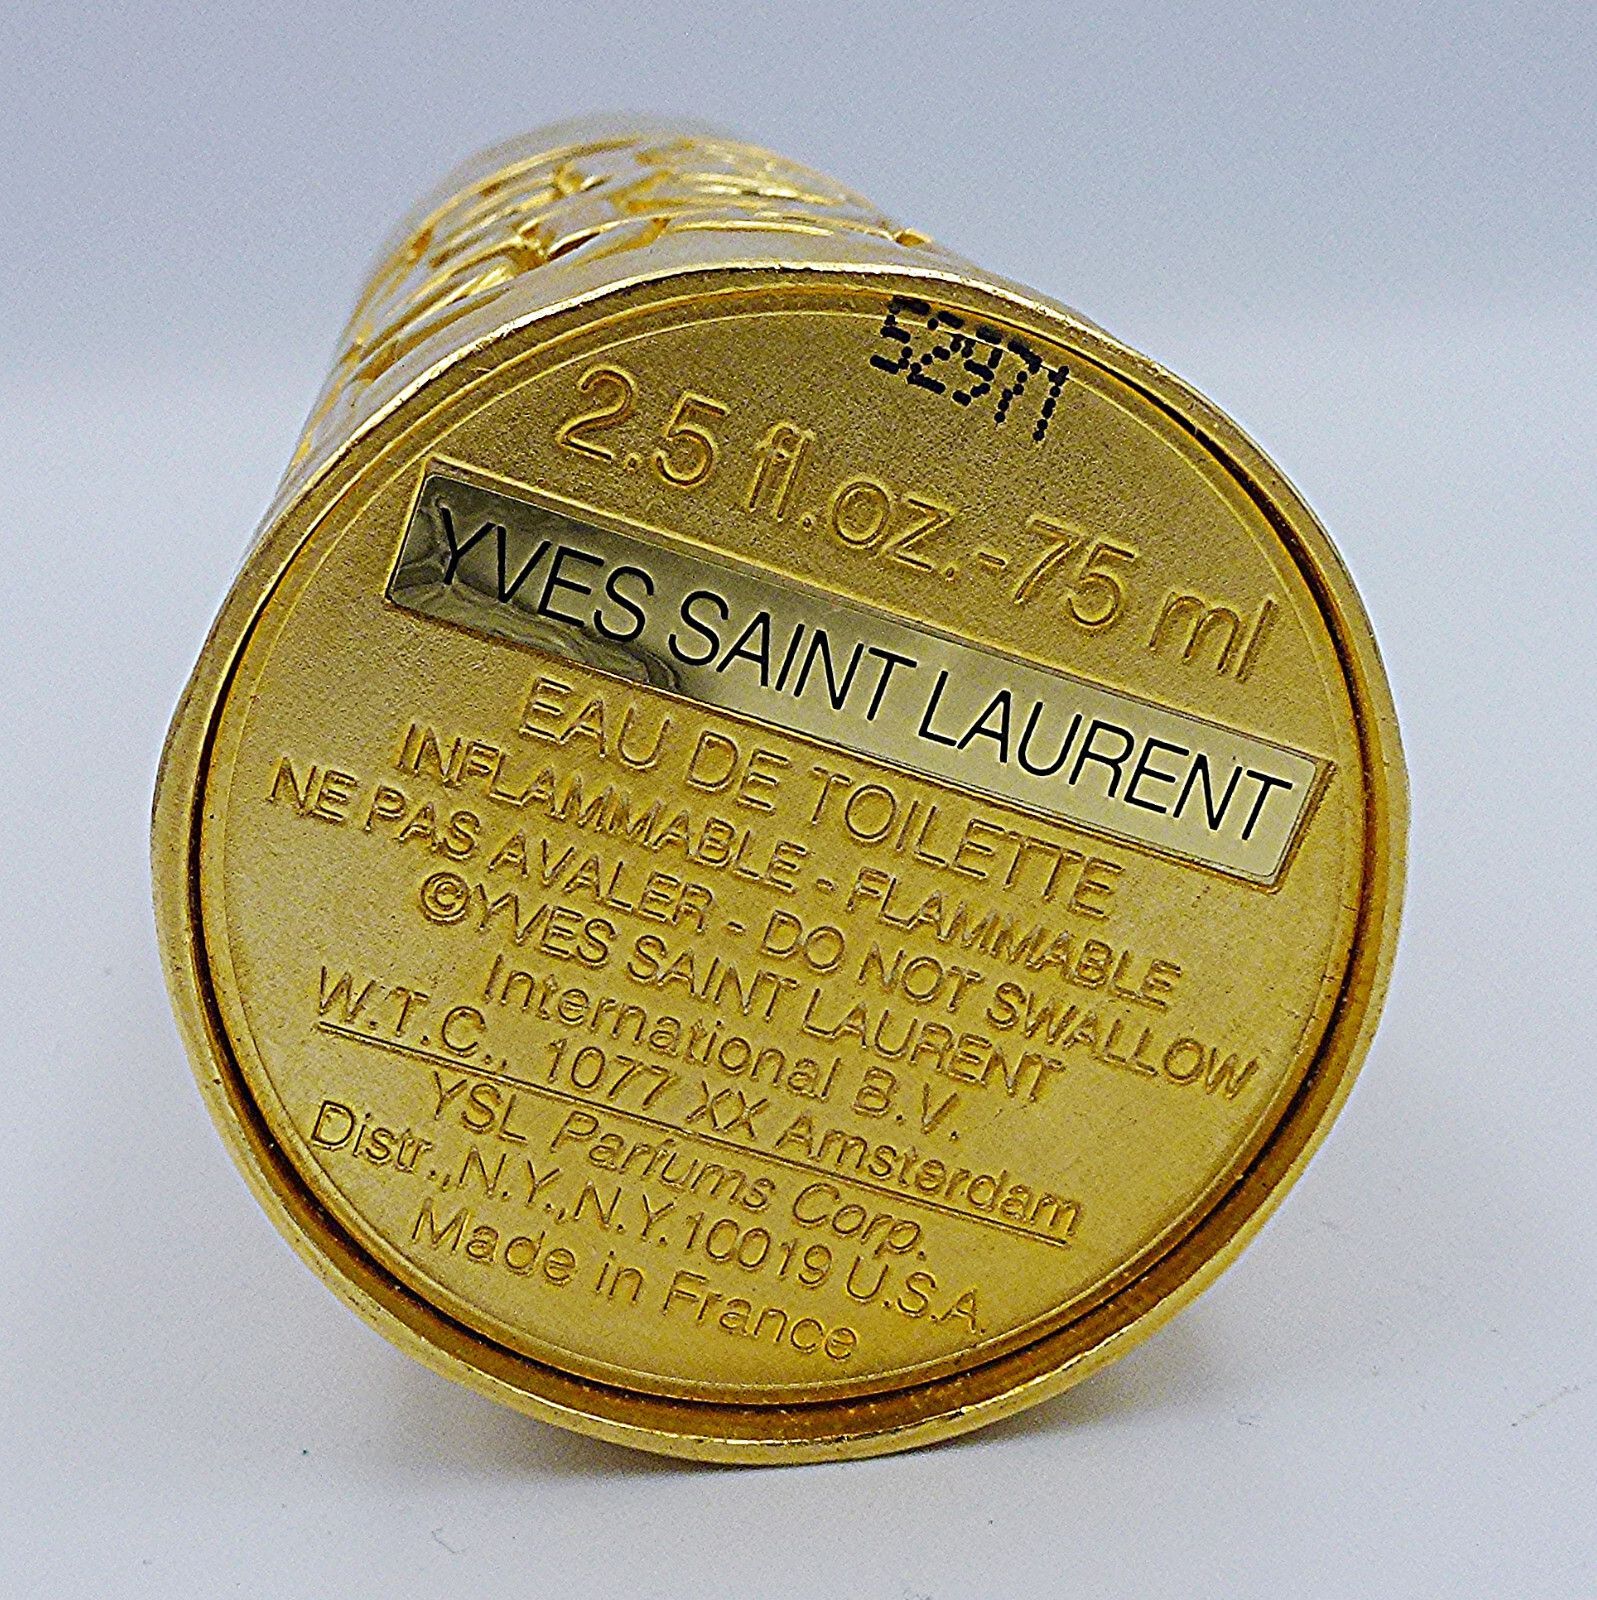 52971
2.5 fl.oz.-75 ml
YVES SAINT LAURENT
EAU DE TOILETTE
INFLAMMABLE - FLAMMABLE
NE PAS AVALER - DO NOT SWALLOW
©YVES SAINT LAURENT
International B.V.
W.T.C., 1077 XX Amsterdam
YSL Parfums Corp.
Distr.,N.Y.,N.Y.10019 U.S.A.
Made in France